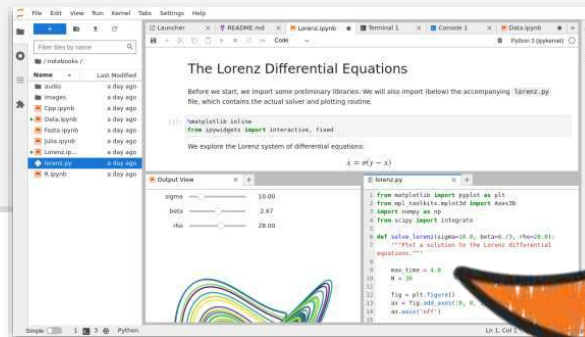 File Edit View Run Kernel Tabs Settings Help
Launcher
README.md
Lorenz.ipynb
Terminal 1
Console 1
Data.ipynb
Code
Python 3 (ipykernel)
Filter files by name
/ notebooks /
Name
Last Modified
audio a day ago
images a day ago
Cpp.ipynb a day ago
Data.ipynb a day ago
Fasta.ipynb a day ago
Julia.ipynb a day ago
Lorenz.ip... a day ago
lorenz.py a day ago
R.ipynb a day ago
The Lorenz Differential Equations
Before we start, we import some preliminary libraries. We will also import (below) the accompanying lorenz.py
file, which contains the actual solver and plotting routine.
%matplotlib inline
from ipywidgets import interactive, fixed
We explore the Lorenz system of differential equations:
ẋ = σ(y − x)
Output View
sigma 10.00
beta 2.67
rho 28.00
lorenz.py
1 from matplotlib import pyplot as plt
2 from mpl_toolkits.mplot3d import Axes3D
3 import numpy as np
4 from scipy import integrate
5
6 def solve_lorenz(sigma=10.0, beta=8./3, rho=28.0):
7 """Plot a solution to the Lorenz differential
equations."""
8
9 max_time = 4.0
10 N = 30
11
12 fig = plt.figure()
13 ax = fig.add_axes([0, 0,
14 ax.axis('off')
15
Simple 1 3 Python
Ln 1, Col 1